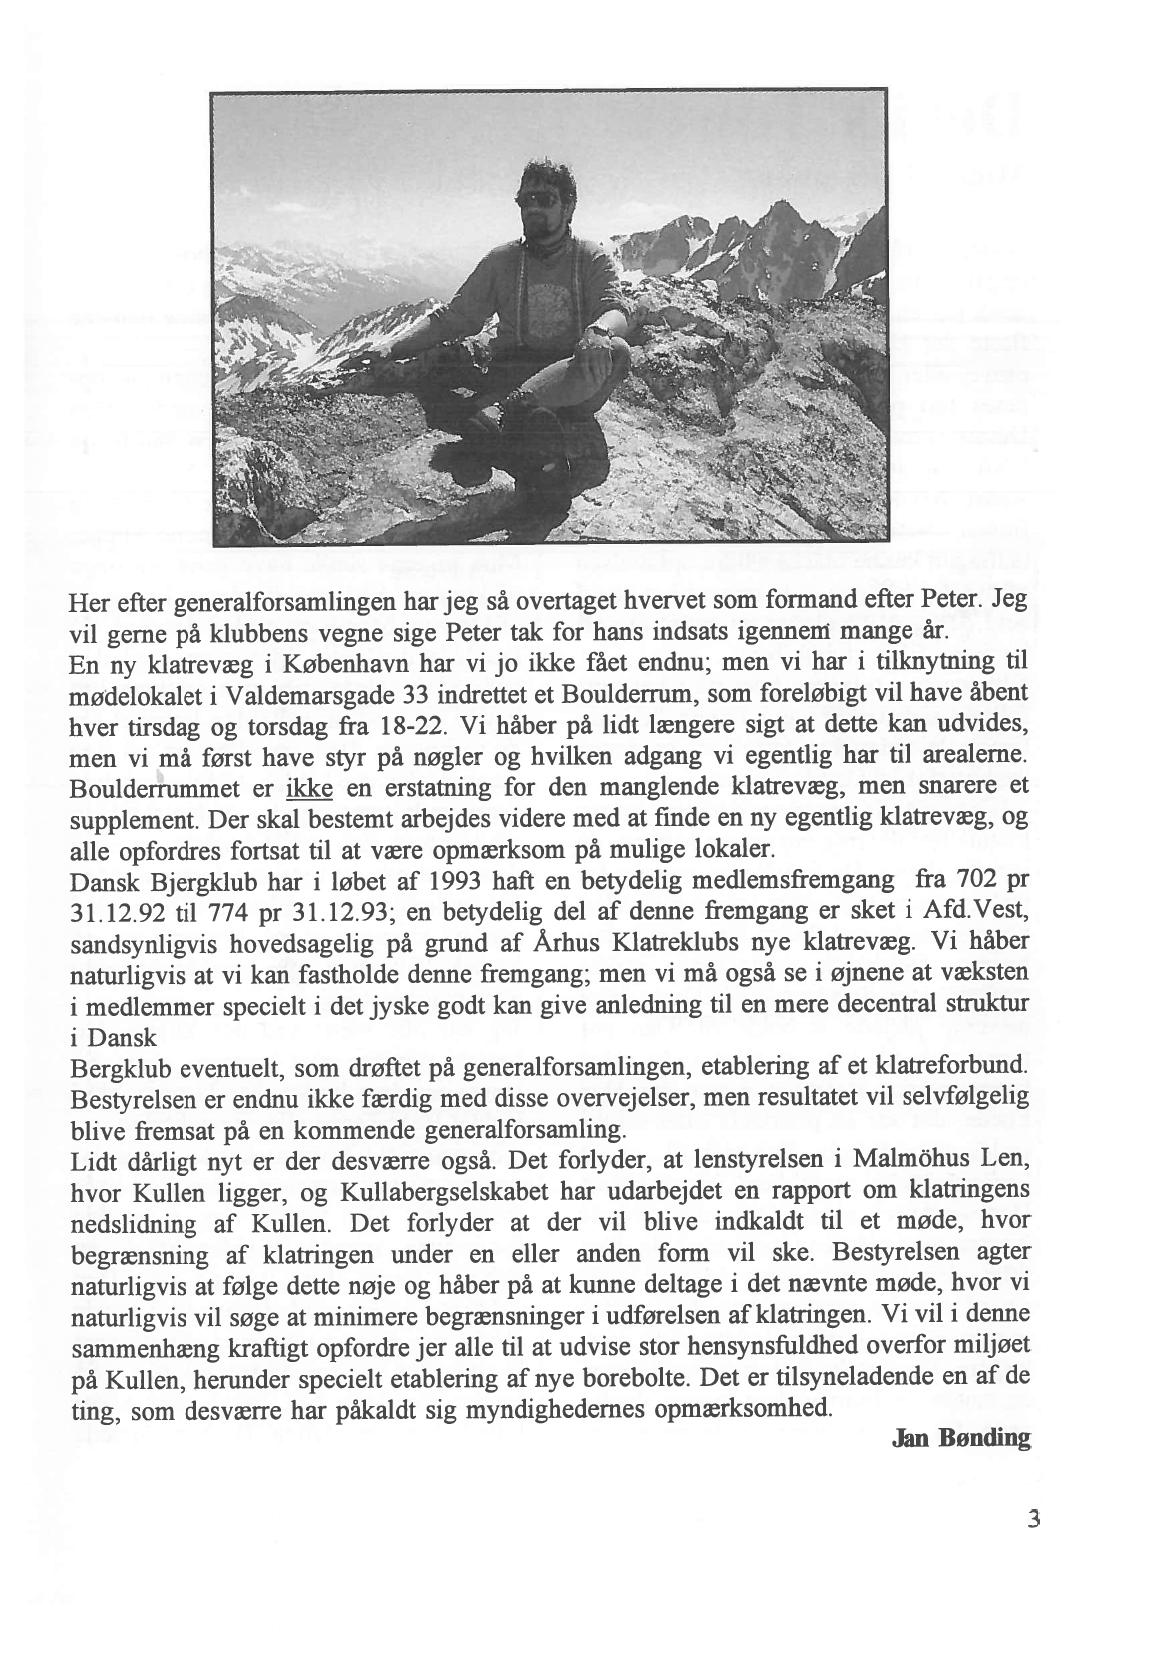 Her efter generalforsamlingen har jeg så overtaget hvervet som formand efter Peter. Jeg
vil gerne på klubbens vegne sige Peter tak for hans indsats igennem mange år.
En ny klatrevæg i København har vi jo ikke fået endnu; men vi har i tilknytning til
mødelokalet i Valdemarsgade 33 indrettet et Boulderrum, som foreløbigt vil have åbent
hver tirsdag og torsdag fra 18-22. Vi håber på lidt længere sigt at dette kan udvides,
men vi må først have styr på nøgler og hvilken adgang vi egentlig har til arealerne.
Boulderrummet er ikke en erstatning for den manglende klatrevæg, men snarere et
supplement. Der skal bestemt arbejdes videre med at finde en ny egentlig klatrevæg, og
alle opfordres fortsat til at være opmærksom på mulige lokaler.
Dansk Bjergklub har i løbet af 1993 haft en betydelig medlemsfremgang fra 702 pr
31.12.92 til 774 pr 31.12.93; en betydelig del af denne fremgang er sket i Afd.Vest,
sandsynligvis hovedsagelig på grund af Århus Klatreklubs nye klatrevæg. Vi håber
naturligvis at vi kan fastholde denne fremgang; men vi må også se i øjnene at væksten
i medlemmer specielt i det jyske godt kan give anledning til en mere decentral struktur
i Dansk
Bergklub eventuelt, som drøftet på generalforsamlingen, etablering af et klatreforbund.
Bestyrelsen er endnu ikke færdig med disse overvejelser, men resultatet vil selvfølgelig
blive fremsat på en kommende generalforsamling.
Lidt dårligt nyt er der desværre også. Det forlyder, at lenstyrelsen i Malmöhus Len,
hvor Kullen ligger, og Kullabergselskabet har udarbejdet en rapport om klatringens
nedslidning af Kullen. Det forlyder at der vil blive indkaldt til et møde, hvor
begrænsning af klatringen under en eller anden form vil ske. Bestyrelsen agter
naturligvis at følge dette nøje og håber på at kunne deltage i det nævnte møde, hvor vi
naturligvis vil søge at minimere begrænsninger i udførelsen af klatringen. Vi vil i denne
sammenhæng kraftigt opfordre jer alle til at udvise stor hensynsfuldhed overfor miljøet
på Kullen, herunder specielt etablering af nye borebolte. Det er tilsyneladende en af de
ting, som desværre har påkaldt sig myndighedernes opmærksomhed.
Jan Bønding
3